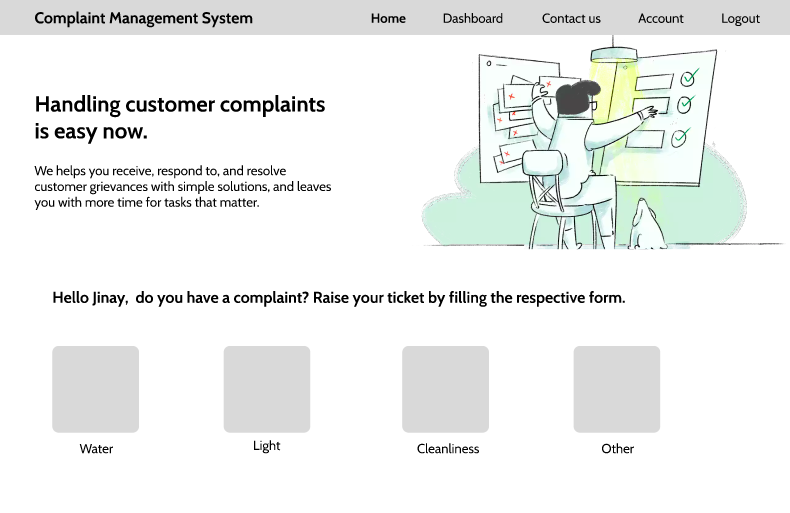 Complaint Management System
Home
Dashboard
Contact us
Account
Logout
Handling customer complaints
is easy now.
We helps you receive, respond to, and resolve
customer grievances with simple solutions, and leaves
you with more time for tasks that matter.
Hello Jinay,  do you have a complaint? Raise your ticket by filling the respective form.
Water
Light
Cleanliness
Other